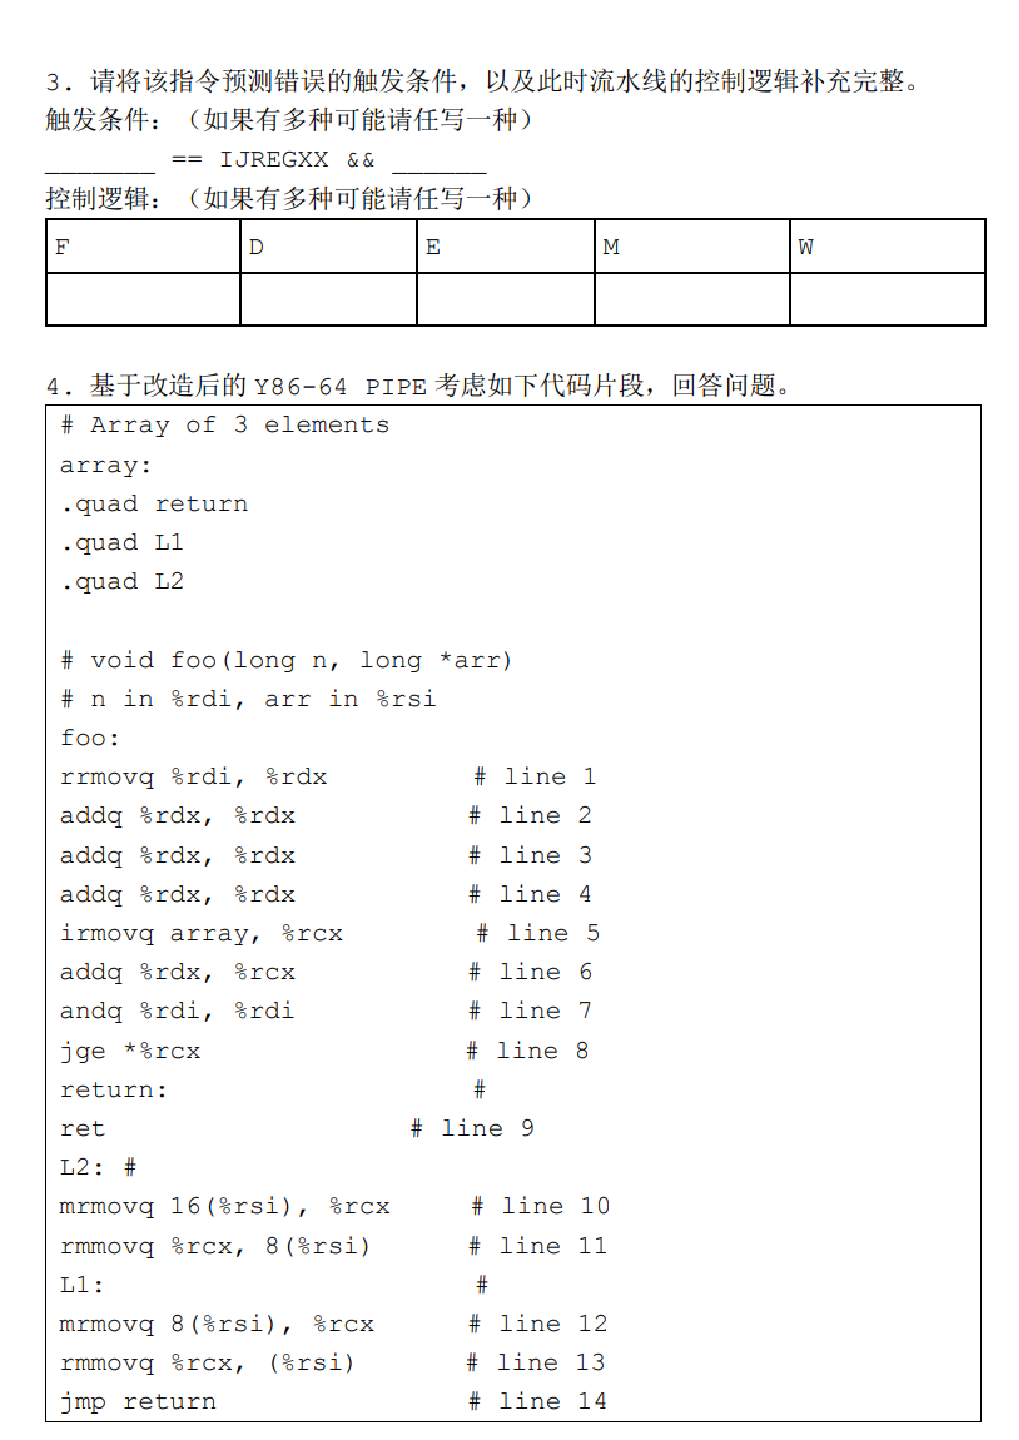 3. 请将该指令预测错误的触发条件，以及此时流水线的控制逻辑补充完整。
触发条件：（如果有多种可能请任写一种）
_______ == IJREGXX && ______
控制逻辑：（如果有多种可能请任写一种）
F D E M W
4. 基于改造后的 Y86-64 PIPE 考虑如下代码片段，回答问题。
# Array of 3 elements
array:
.quad return
.quad L1
.quad L2
# void foo(long n, long *arr)
# n in %rdi, arr in %rsi
foo:
rrmovq %rdi, %rdx # line 1
addq %rdx, %rdx # line 2
addq %rdx, %rdx # line 3
addq %rdx, %rdx # line 4
irmovq array, %rcx # line 5
addq %rdx, %rcx # line 6
andq %rdi, %rdi # line 7
jge *%rcx # line 8
return: #
ret # line 9
L2: #
mrmovq 16(%rsi), %rcx # line 10
rmmovq %rcx, 8(%rsi) # line 11
L1: #
mrmovq 8(%rsi), %rcx # line 12
rmmovq %rcx, (%rsi) # line 13
jmp return # line 14